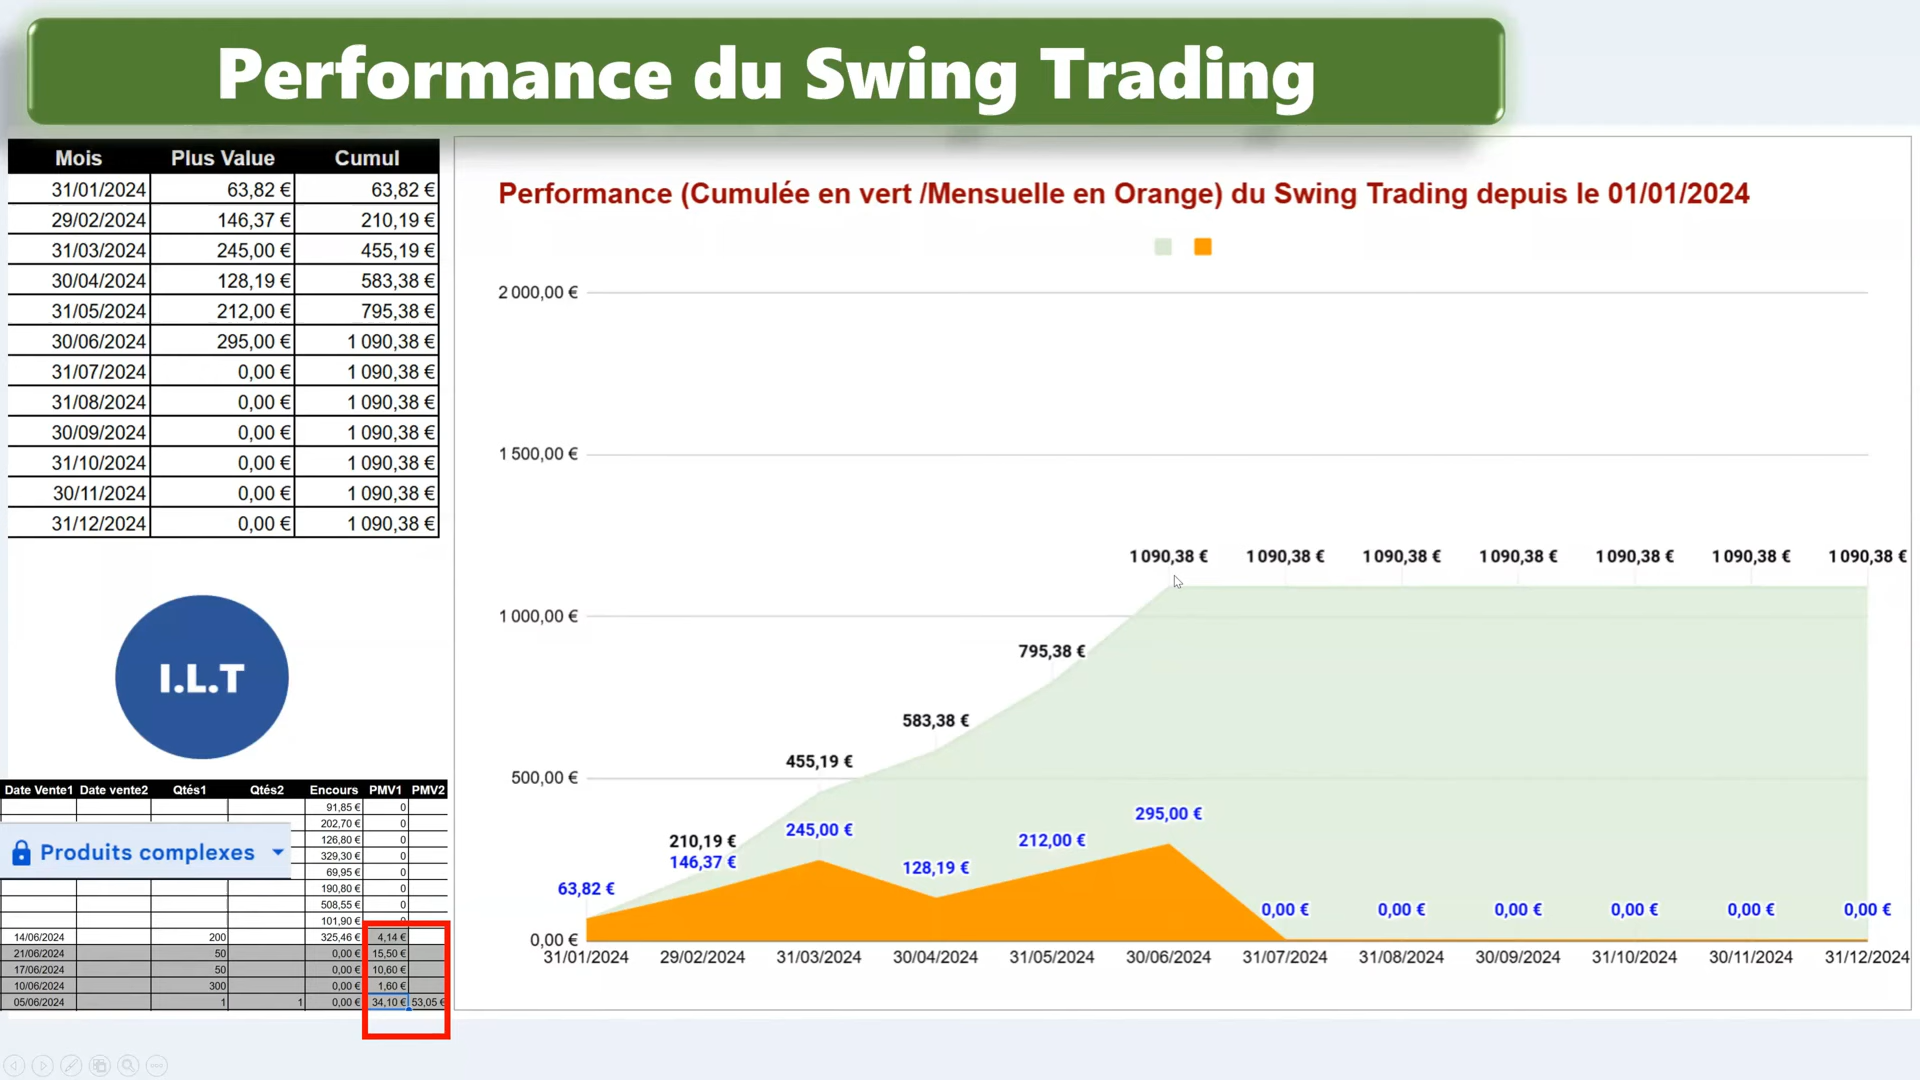 Performance du Swing Trading
Mois Plus Value Cumul
31/01/2024 63,82 € 63,82 €
29/02/2024 146,37 € 210,19 €
31/03/2024 245,00 € 455,19 €
30/04/2024 128,19 € 583,38 €
31/05/2024 212,00 € 795,38 €
30/06/2024 295,00 € 1 090,38 €
31/07/2024 0,00 € 1 090,38 €
31/08/2024 0,00 € 1 090,38 €
30/09/2024 0,00 € 1 090,38 €
31/10/2024 0,00 € 1 090,38 €
30/11/2024 0,00 € 1 090,38 €
31/12/2024 0,00 € 1 090,38 €
I.L.T
Date Vente1 Date vente2 Qtés1 Qtés2 Encours PMV1 PMV2
91,85 € 0
202,70 € 0
126,80 € 0
329,30 € 0
69,95 € 0
190,80 € 0
508,55 € 0
101,90 € 0
14/06/2024 200 325,46 € 4,14 €
21/06/2024 50 0,00 € 15,50 €
17/06/2024 50 0,00 € 10,60 €
10/06/2024 300 0,00 € 1,60 €
05/06/2024 1 1 0,00 € 34,10 € 53,05 €
Produits complexes
Performance (Cumulée en vert /Mensuelle en Orange) du Swing Trading depuis le 01/01/2024
2 000,00 €
1 500,00 €
1 000,00 €
500,00 €
0,00 €
1 090,38 € 1 090,38 € 1 090,38 € 1 090,38 € 1 090,38 € 1 090,38 € 1 090,38 €
795,38 €
583,38 €
455,19 €
210,19 €
63,82 € 146,37 € 245,00 € 128,19 € 212,00 € 295,00 € 0,00 € 0,00 € 0,00 € 0,00 € 0,00 € 0,00 €
31/01/2024 29/02/2024 31/03/2024 30/04/2024 31/05/2024 30/06/2024 31/07/2024 31/08/2024 30/09/2024 31/10/2024 30/11/2024 31/12/2024